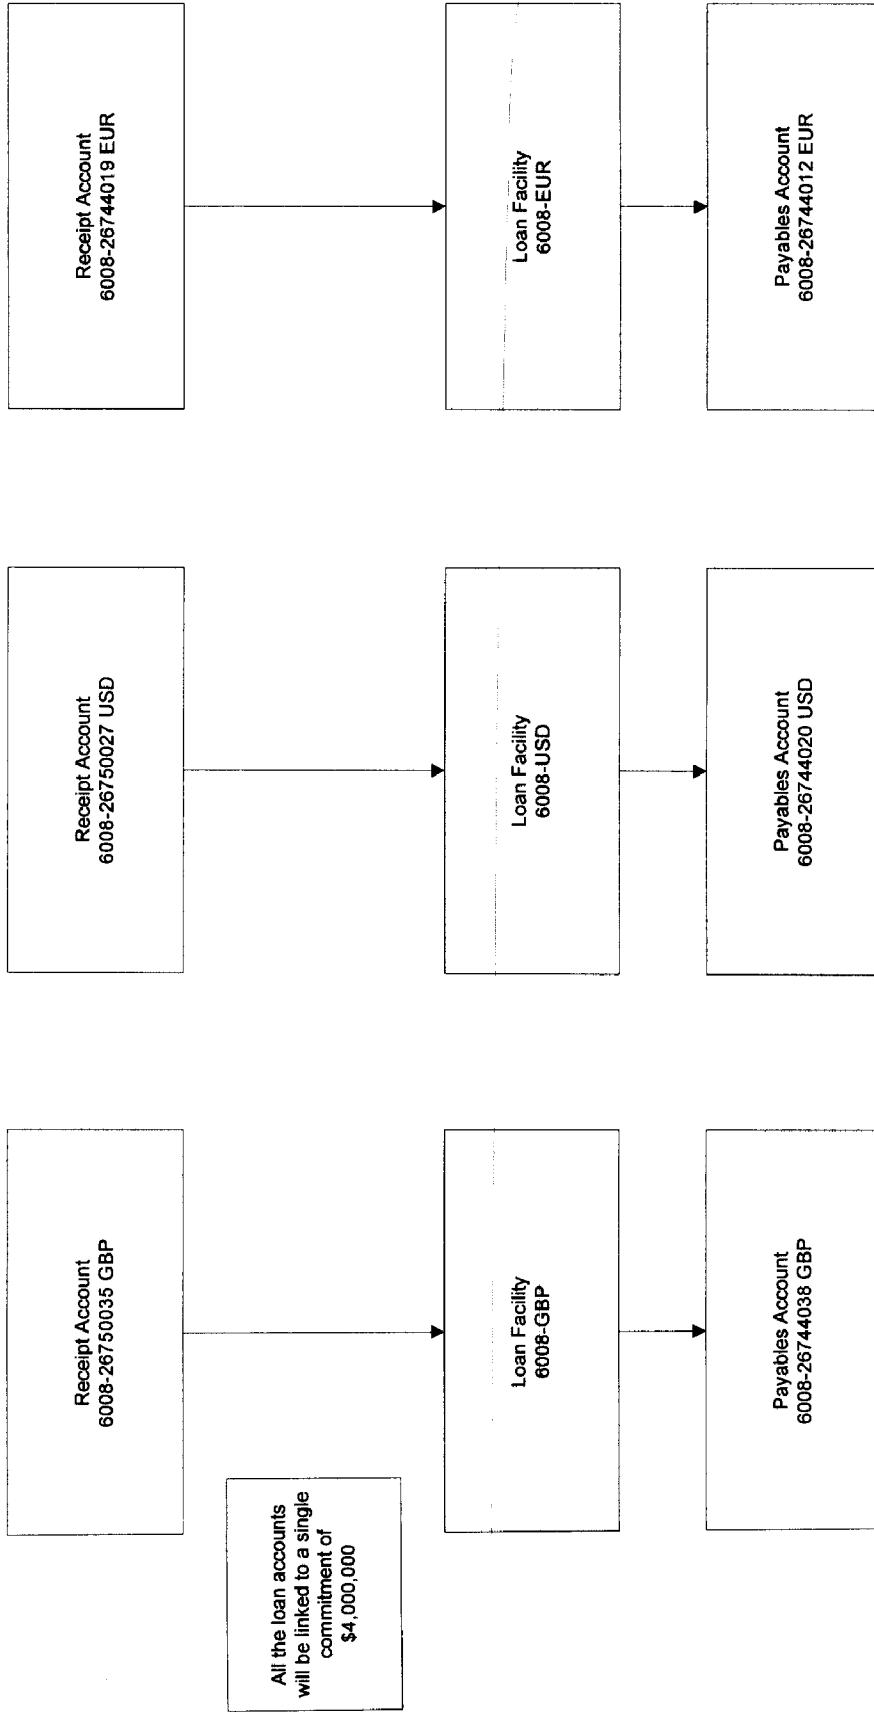 Receipt Account
6008-26750035 GBP
Receipt Account
6008-26750027 USD
Receipt Account
6008-26744019 EUR
All the loan accounts
will be linked to a single
commitment of
$4,000,000
Loan Facility
6008-GBP
Loan Facility
6008-USD
Loan Facility
6008-EUR
Payables Account
6008-26744038 GBP
Payables Account
6008-26744020 USD
Payables Account
6008-26744012 EUR